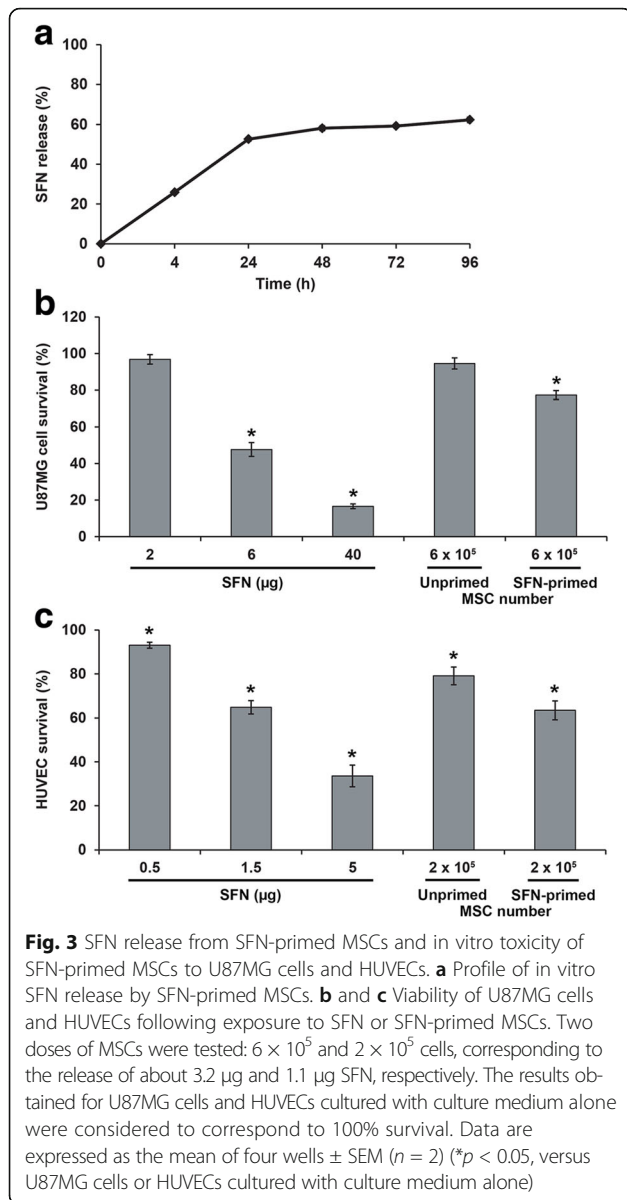 a
100
80
60
40
20
0
SFN release (%)
0 4 24 48 72 96
Time (h)
b
120
100
80
60
40
20
0
U87MG cell survival (%)
* * *
2 6 40 6 x 10⁵ 6 x 10⁵
SFN (µg) Unprimed SFN-primed
MSC number
c
100
80
60
40
20
0
HUVEC survival (%)
* * * * *
0.5 1.5 5 2 x 10⁵ 2 x 10⁵
SFN (µg) Unprimed SFN-primed
MSC number
Fig. 3 SFN release from SFN-primed MSCs and in vitro toxicity of
SFN-primed MSCs to U87MG cells and HUVECs. a Profile of in vitro
SFN release by SFN-primed MSCs. b and c Viability of U87MG cells
and HUVECs following exposure to SFN or SFN-primed MSCs. Two
doses of MSCs were tested: 6 × 10⁵ and 2 × 10⁵ cells, corresponding to
the release of about 3.2 µg and 1.1 µg SFN, respectively. The results ob-
tained for U87MG cells and HUVECs cultured with culture medium alone
were considered to correspond to 100% survival. Data are
expressed as the mean of four wells ± SEM (n = 2) (*p < 0.05, versus
U87MG cells or HUVECs cultured with culture medium alone)